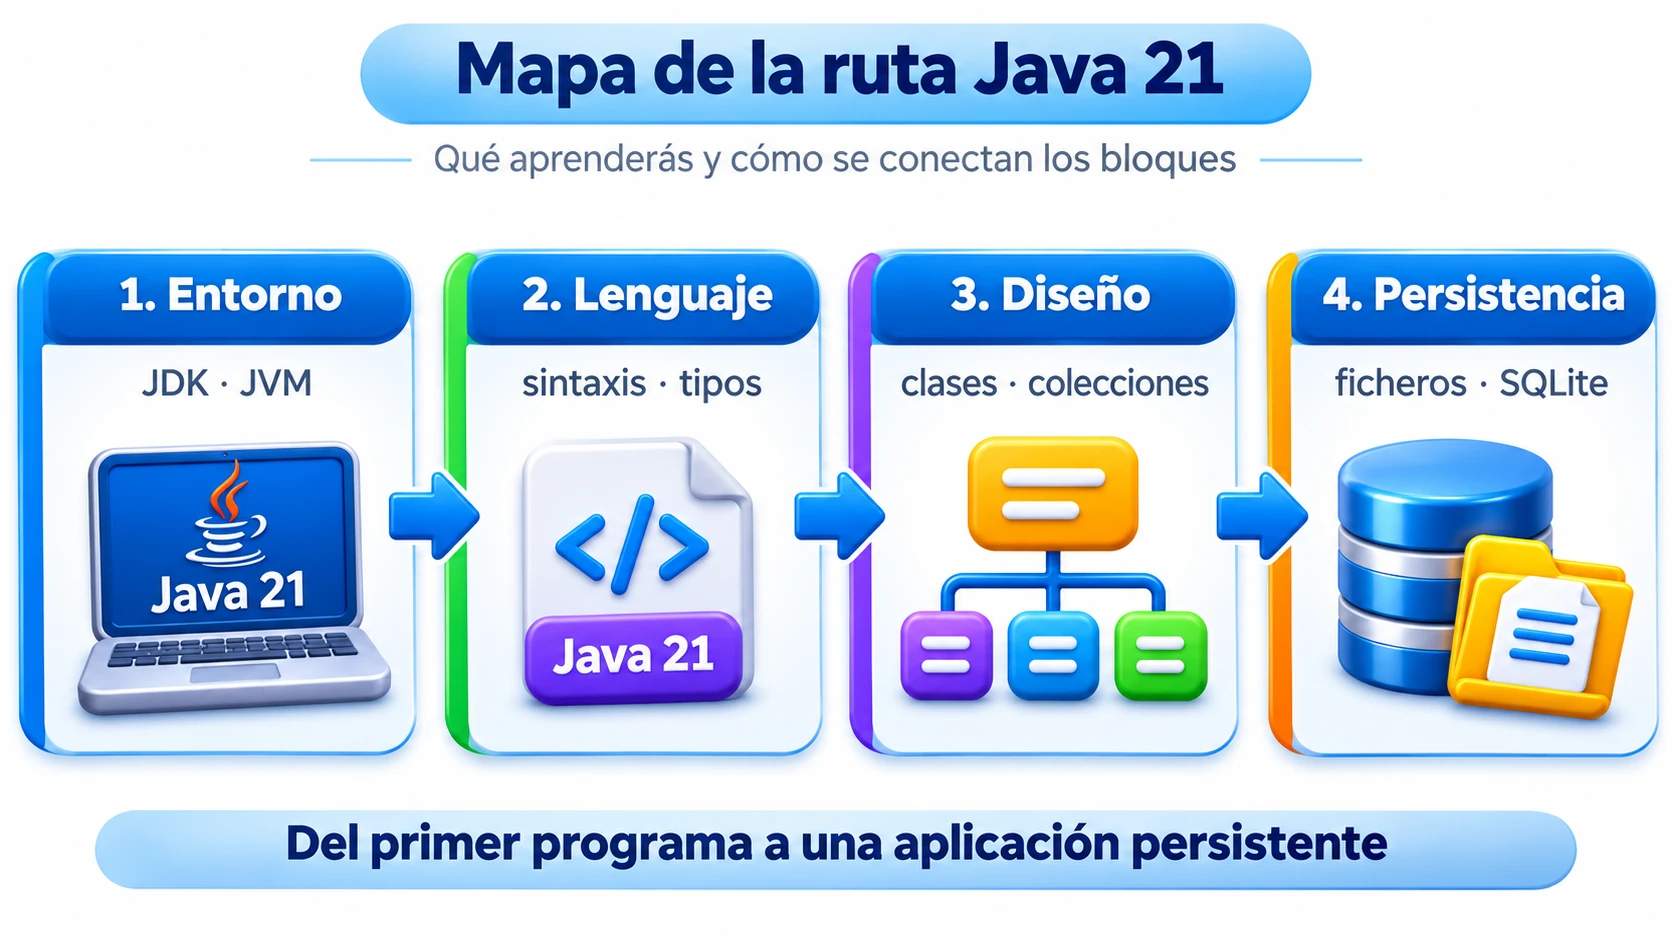 Mapa de la ruta Java 21
Qué aprenderás y cómo se conectan los bloques
1. Entorno
JDK · JVM
Java 21
2. Lenguaje
sintaxis · tipos
</>
Java 21
3. Diseño
clases · colecciones
4. Persistencia
ficheros · SQLite
Del primer programa a una aplicación persistente